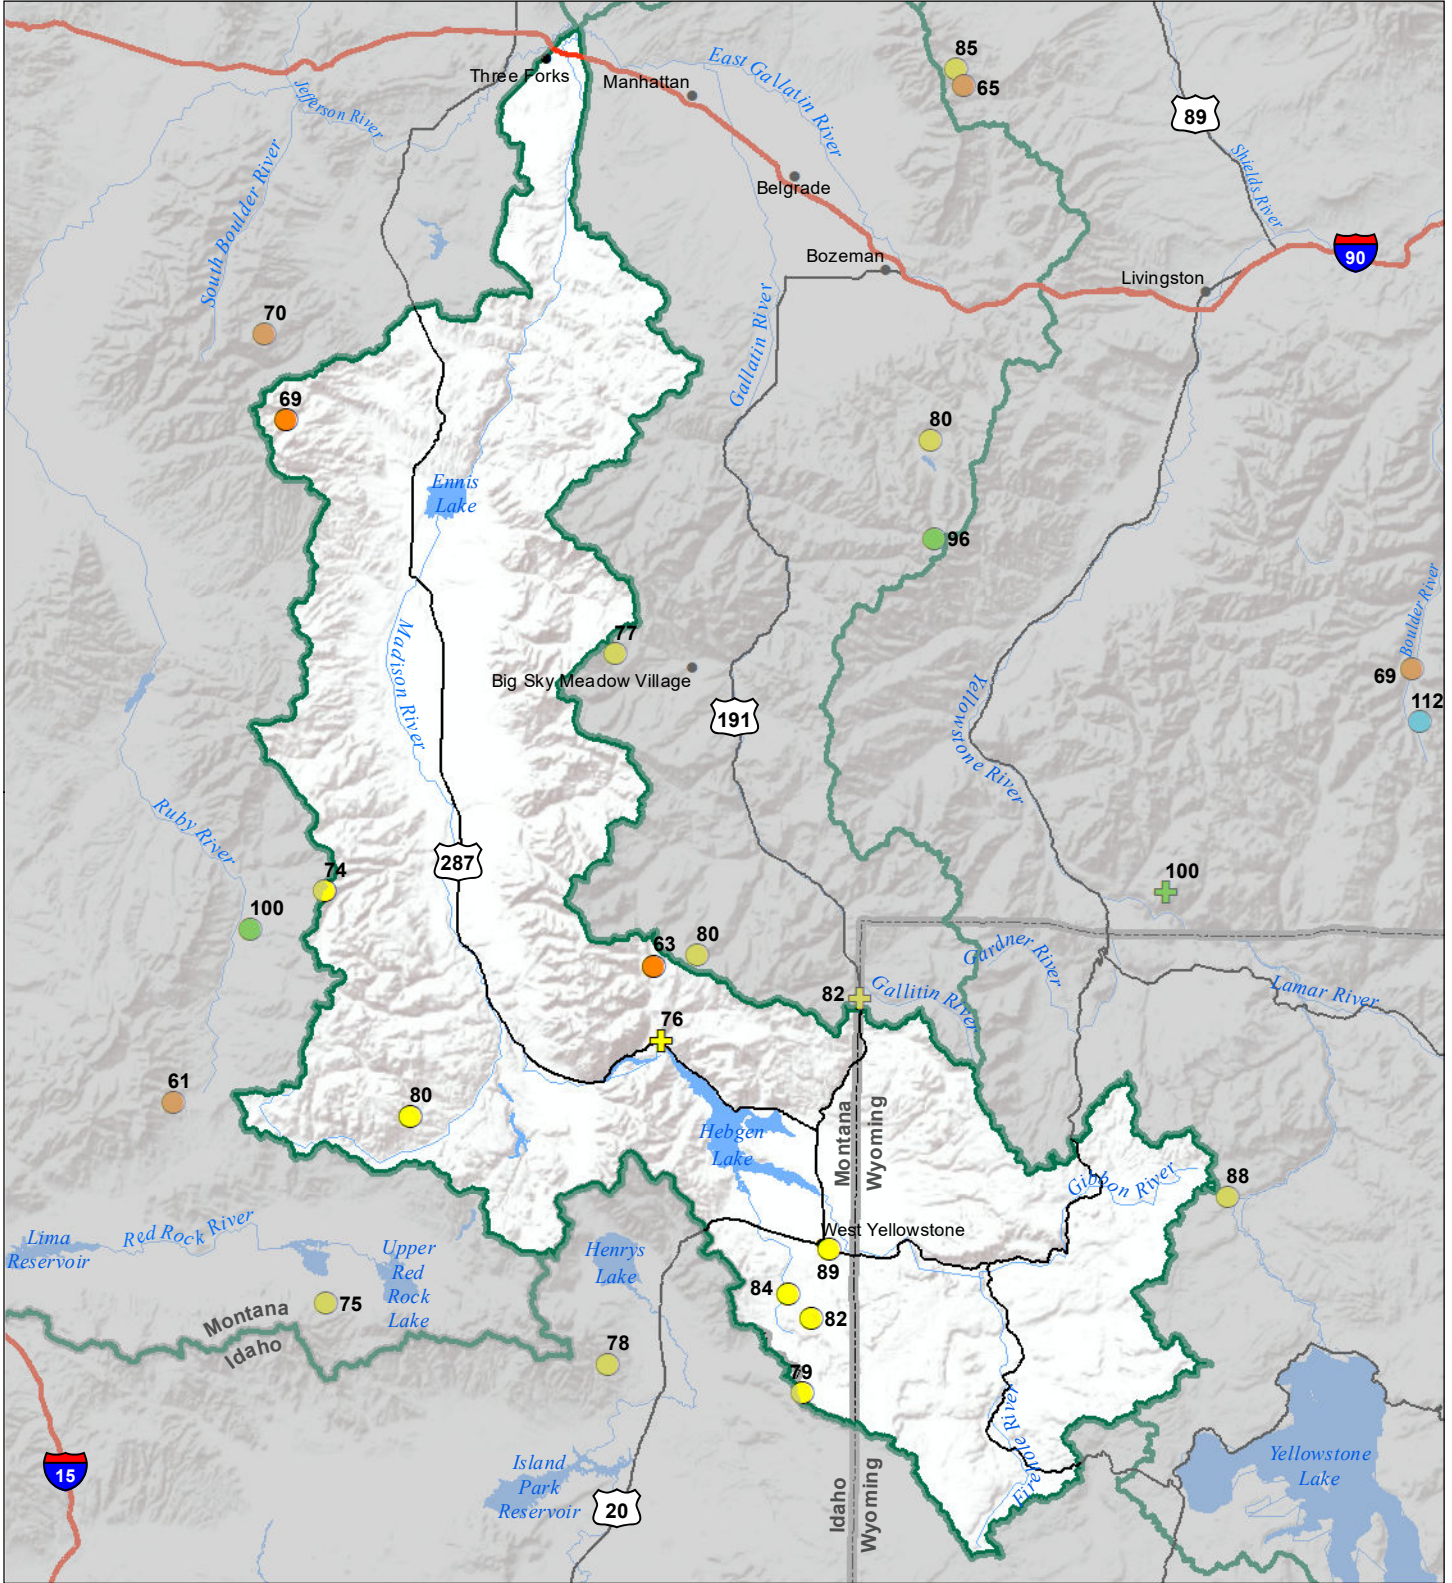 85
65
East Gallatin River
Three Forks
Manhattan
Jefferson River
89
Shields River
South Boulder River
Belgrade
Bozeman
90
Livingston
Gallatin River
70
69
80
Ennis
Lake
96
Boulder River
77
69
Big Sky Meadow Village
Madison River
Yellowstone River
112
191
Ruby River
287
74
100
100
80
63
Gardner River
82
Gallitin River
Lamar River
76
61
80
Hebgen
Lake
Montana
Wyoming
Gibbon River
88
Lima
Reservoir
Red Rock River
Upper
Red
Rock
Lake
Henrys
Lake
West Yellowstone
89
84
82
75
Montana
Idaho
78
79
Firehole River
15
Island
Park
Reservoir
20
Idaho
Wyoming
Yellowstone
Lake